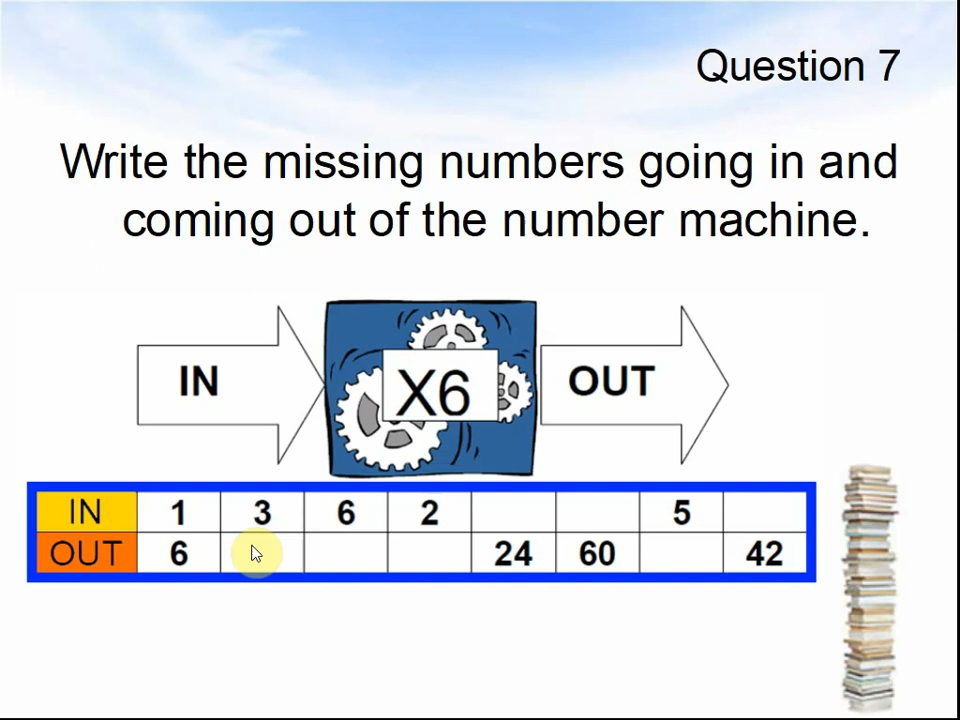 Question 7
Write the missing numbers going in and
coming out of the number machine.
IN X6 OUT
IN 1 3 6 2 5
OUT 6 24 60 42